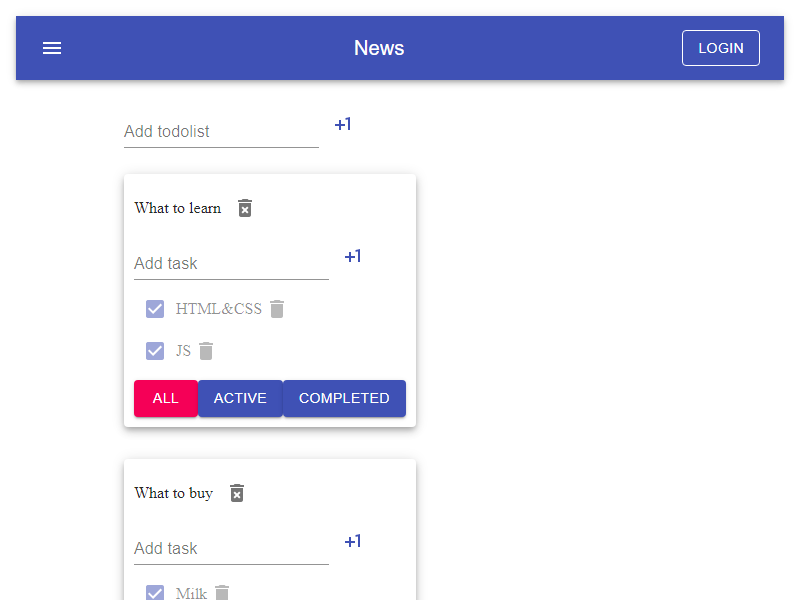 News
LOGIN
Add todolist
+1
What to learn
Add task
+1
HTML&CSS
JS
ALL ACTIVE COMPLETED
What to buy
Add task
+1
Milk